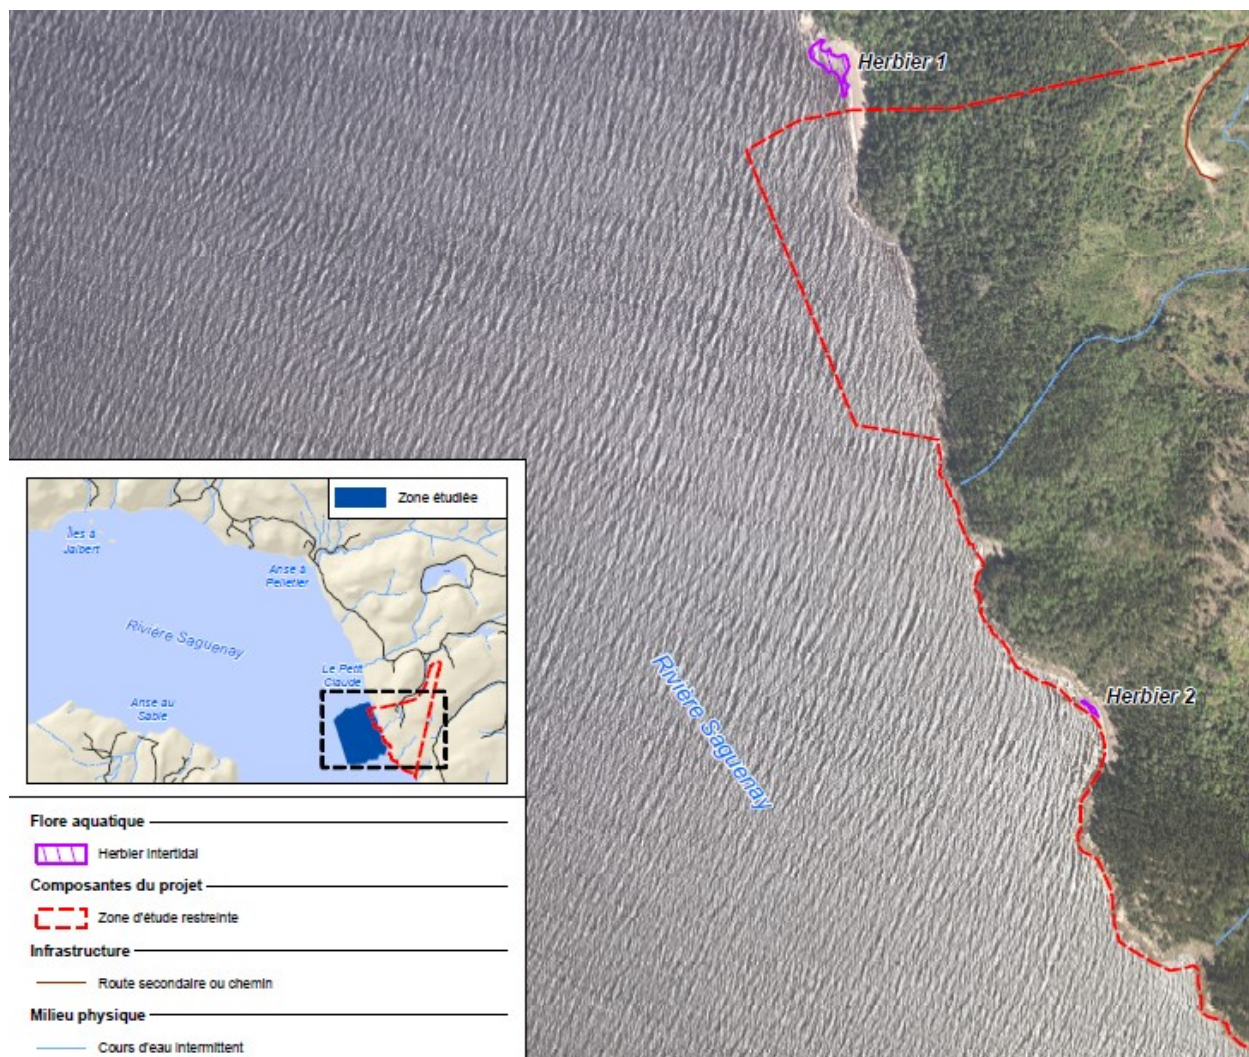 Herbier 1
Zone étudiée
Îles à
Jalbert
Anse à
Pelletier
Rivière Saguenay
Le Petit
Claude
Anse au
Sable
Rivière Saguenay
Herbier 2
Flore aquatique
Herbier intertidal
Composantes du projet
Zone d'étude restreinte
Infrastructure
Route secondaire ou chemin
Milieu physique
Cours d'eau intermittent